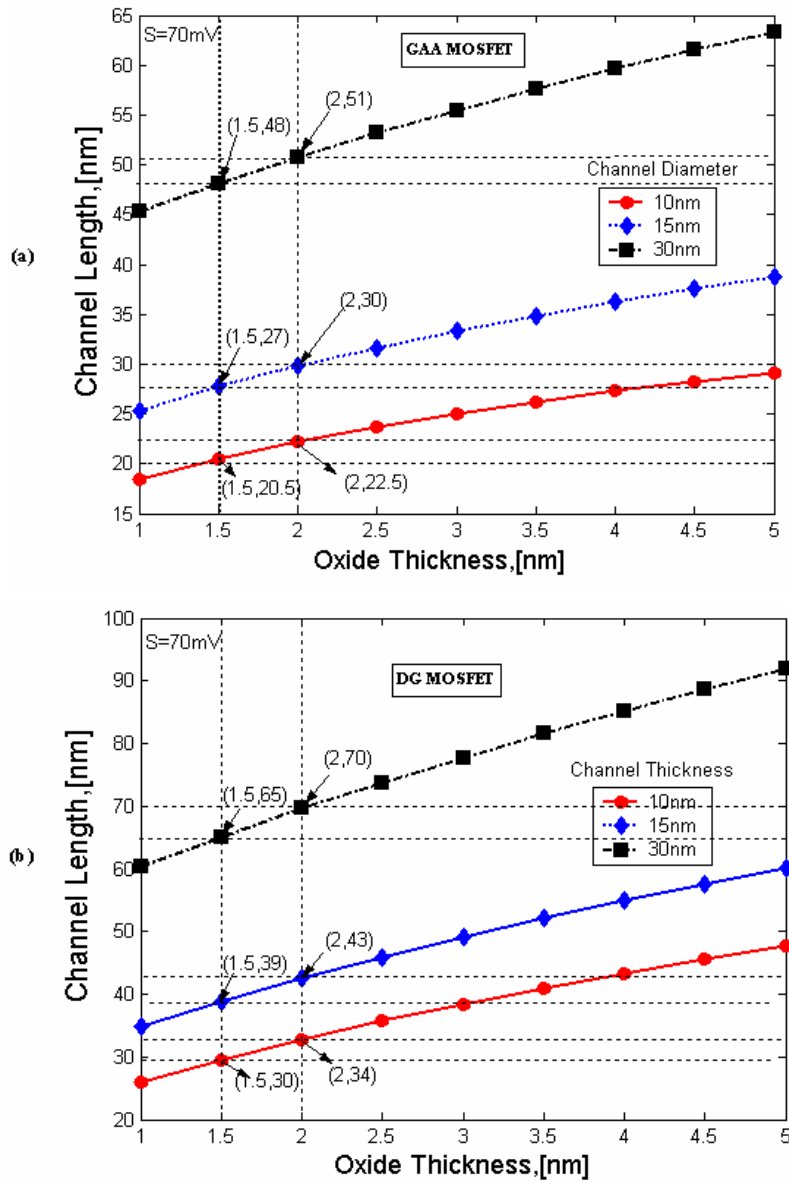 (a)
S=70mV
GAA MOSFET
(1.5,48)
(2,51)
Channel Diameter
10nm
15nm
30nm
(1.5,27)
(2,30)
(1.5,20.5)
(2,22.5)
65
60
55
50
45
40
35
30
25
20
15
Channel Length,[nm]
1 1.5 2 2.5 3 3.5 4 4.5 5
Oxide Thickness,[nm]
(b)
S=70mV
DG MOSFET
(1.5,65)
(2,70)
Channel Thickness
10nm
15nm
30nm
(1.5,39)
(2,43)
(1.5,30)
(2,34)
100
90
80
70
60
50
40
30
20
Channel Length,[nm]
1 1.5 2 2.5 3 3.5 4 4.5 5
Oxide Thickness,[nm]